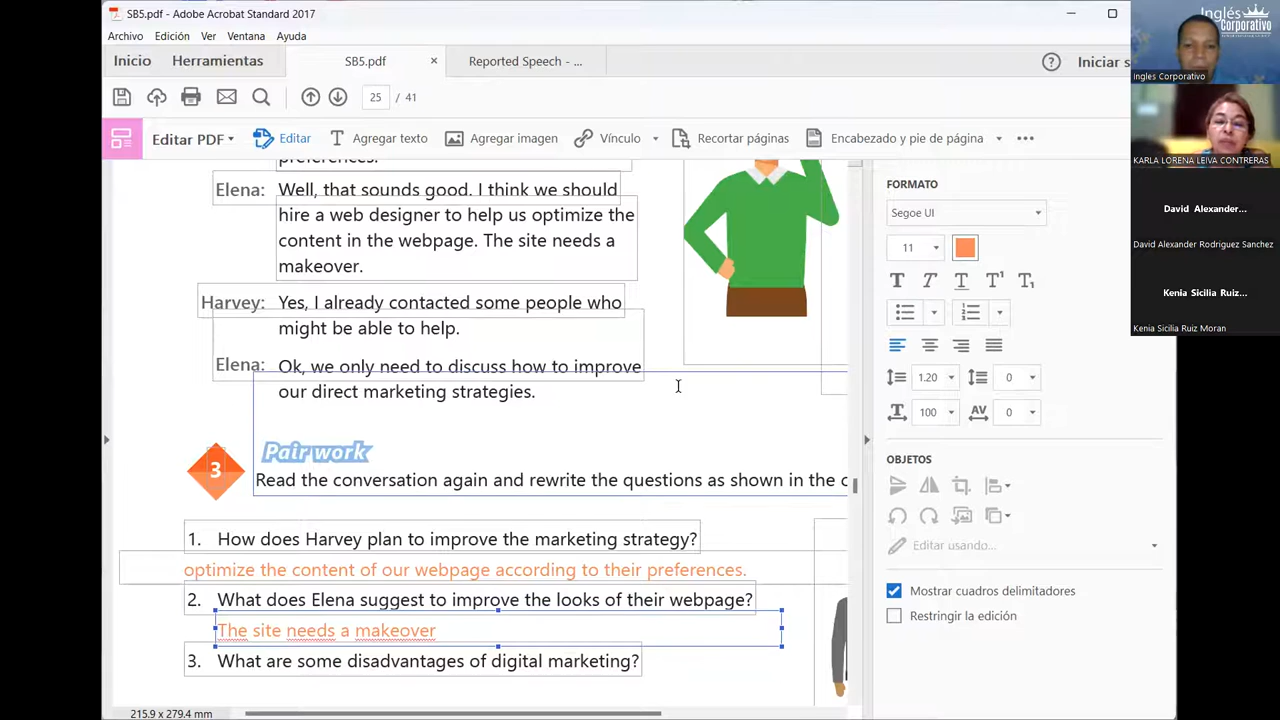 SB5.pdf - Adobe Acrobat Standard 2017
Archivo Edición Ver Ventana Ayuda
Inicio Herramientas SB5.pdf × Reported Speech - ... Iniciar s
25 / 41
Editar PDF Editar Agregar texto Agregar imagen Vínculo Recortar páginas Encabezado y pie de página
preferences.
Elena: Well, that sounds good. I think we should
hire a web designer to help us optimize the
content in the webpage. The site needs a
makeover.
Harvey: Yes, I already contacted some people who
might be able to help.
Elena: Ok, we only need to discuss how to improve
our direct marketing strategies.
3
Pair work
Read the conversation again and rewrite the questions as shown in the c
1. How does Harvey plan to improve the marketing strategy?
optimize the content of our webpage according to their preferences.
2. What does Elena suggest to improve the looks of their webpage?
The site needs a makeover
3. What are some disadvantages of digital marketing?
215.9 x 279.4 mm
FORMATO
Segoe UI
11
T T T T¹ T₁
1.20 0
100 AV 0
OBJETOS
Editar usando...
Mostrar cuadros delimitadores
Restringir la edición
Inglés
Corporativo
ingles Corporativo
KARLA LORENA LEIVA CONTRERAS
David Alexander...
David Alexander Rodriguez Sanchez
Kenia Sicilia Ruiz...
Kenia Sicilia Ruiz Moran